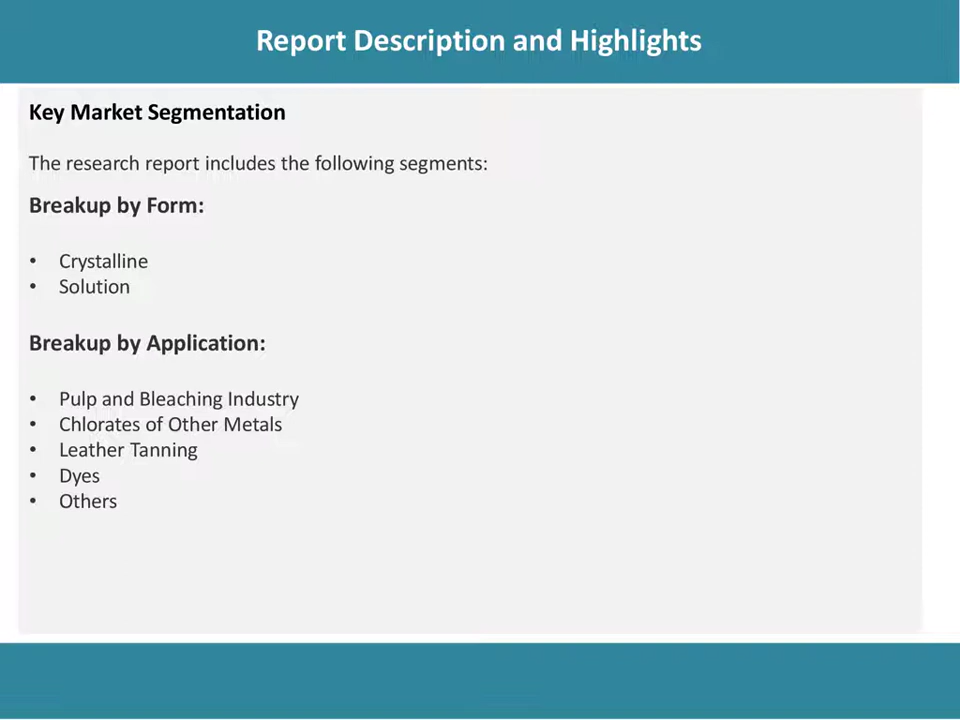 Report Description and Highlights
Key Market Segmentation
The research report includes the following segments:
Breakup by Form:
• Crystalline
• Solution
Breakup by Application:
• Pulp and Bleaching Industry
• Chlorates of Other Metals
• Leather Tanning
• Dyes
• Others